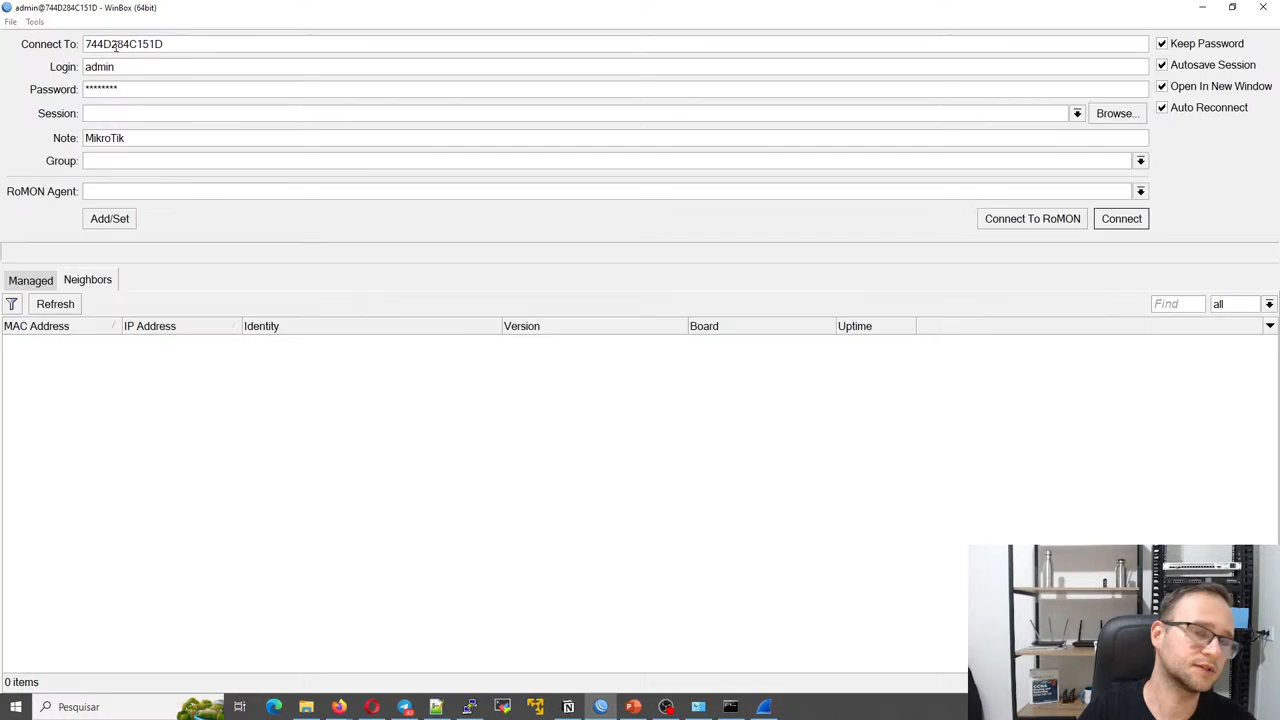 admin@744D284C151D - WinBox (64bit)
File Tools
Connect To: 744D284C151D
Keep Password
Login: admin
Autosave Session
Password: ********
Open In New Window
Session:
Browse...
Auto Reconnect
Note: MikroTik
Group:
RoMON Agent:
Add/Set
Connect To RoMON
Connect
Managed
Neighbors
Refresh
Find
all
MAC Address IP Address Identity Version Board Uptime
0 items
Pesquisar